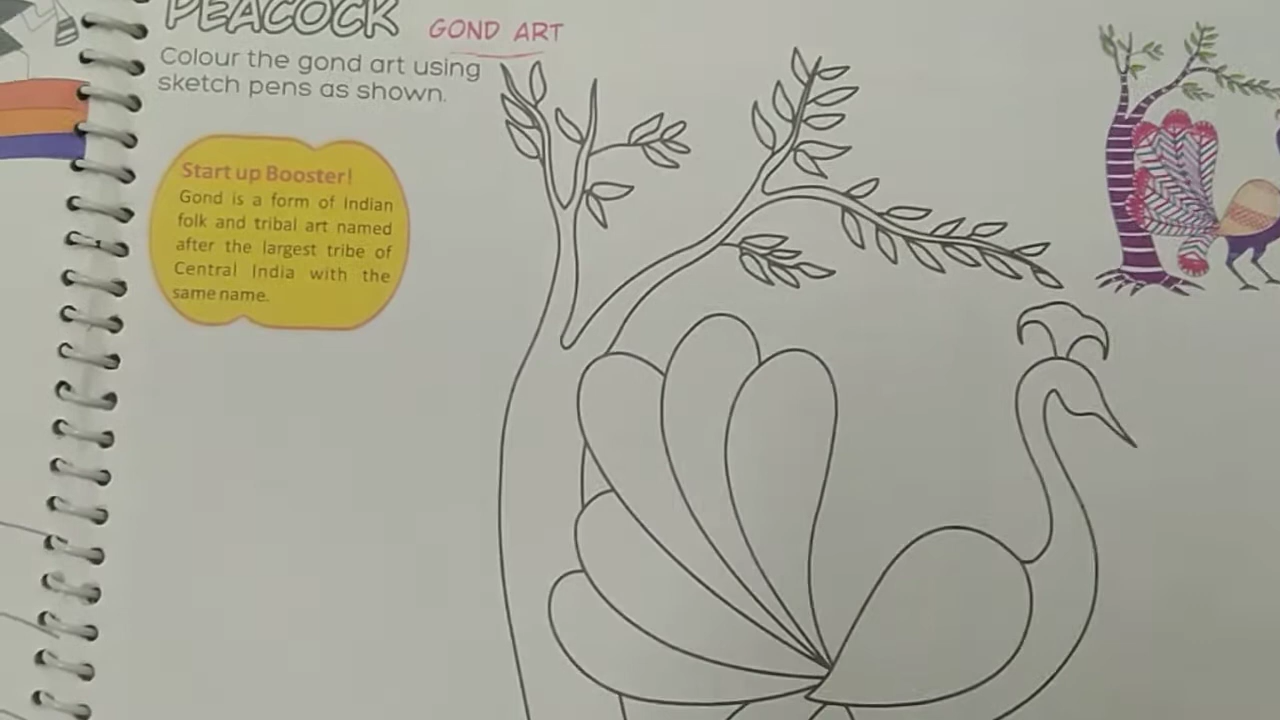 PEACOCK GOND ART
Colour the gond art using
sketch pens as shown.
Start up Booster!
Gond is a form of Indian
folk and tribal art named
after the largest tribe of
Central India with the
same name.